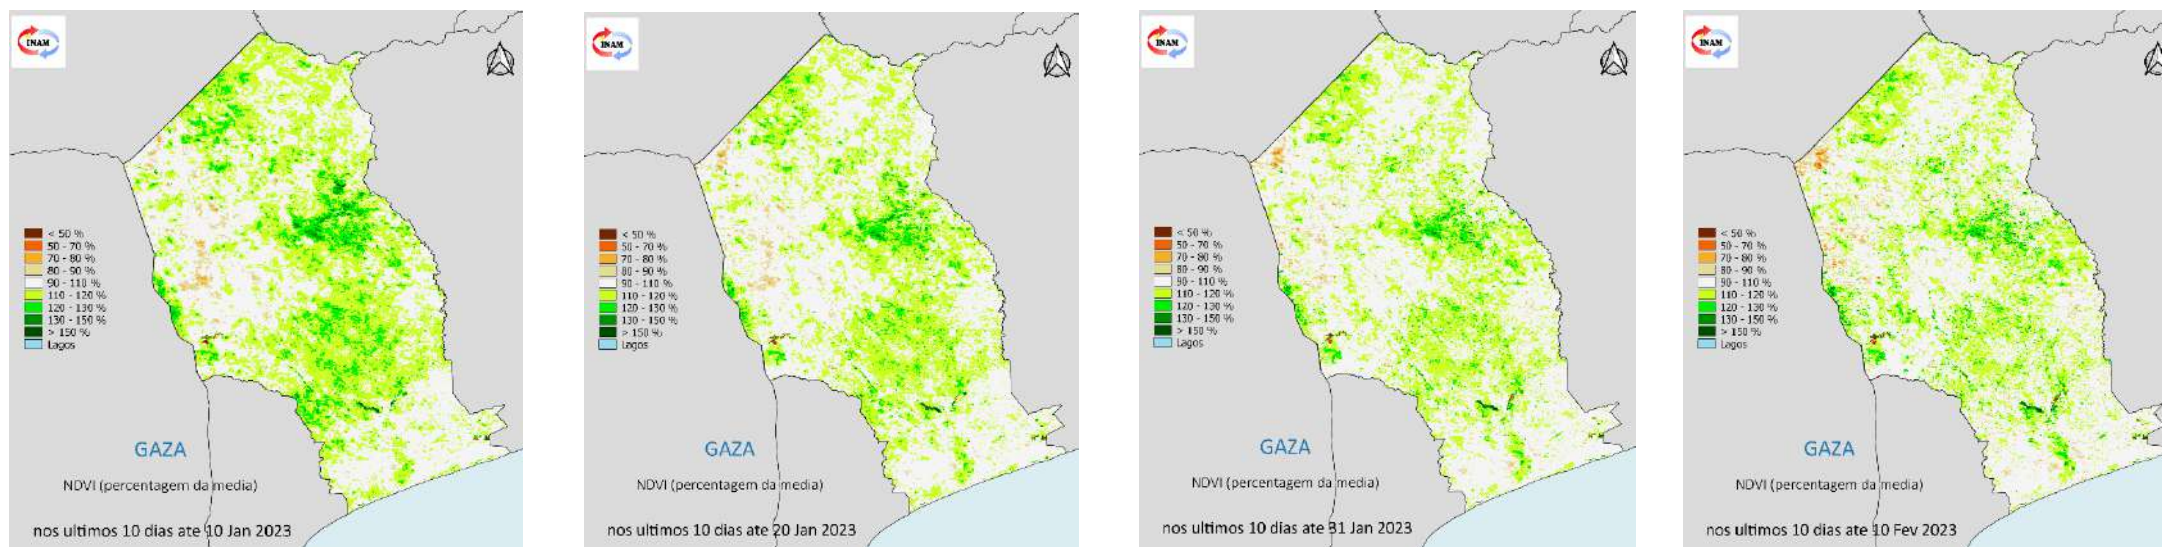 INAM
< 50 %
50 - 70 %
70 - 80 %
80 - 90 %
90 - 110 %
110 - 120 %
120 - 130 %
130 - 150 %
> 150 %
Lagos
GAZA
NDVI (percentagem da media)
nos ultimos 10 dias ate 10 Jan 2023
INAM
< 50 %
50 - 70 %
70 - 80 %
80 - 90 %
90 - 110 %
110 - 120 %
120 - 130 %
130 - 150 %
> 150 %
Lagos
GAZA
NDVI (percentagem da media)
nos ultimos 10 dias ate 20 Jan 2023
INAM
< 50 %
50 - 70 %
70 - 80 %
80 - 90 %
90 - 110 %
110 - 120 %
120 - 130 %
130 - 150 %
> 150 %
Lagos
GAZA
NDVI (percentagem da media)
nos ultimos 10 dias ate 31 Jan 2023
INAM
< 50 %
50 - 70 %
70 - 80 %
80 - 90 %
90 - 110 %
110 - 120 %
120 - 130 %
130 - 150 %
> 150 %
Lagos
GAZA
NDVI (percentagem da media)
nos ultimos 10 dias ate 10 Fev 2023